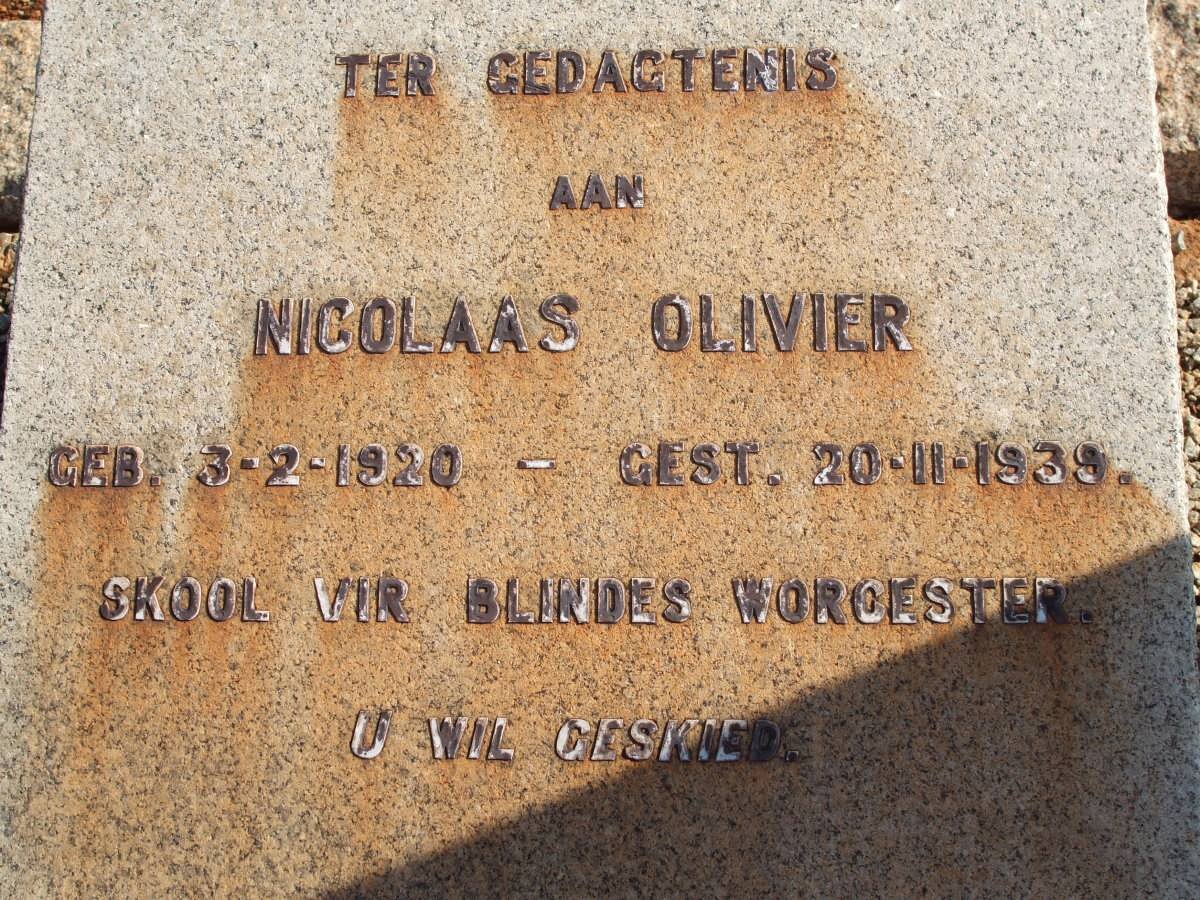 TER GEDAGTENIS
AAN
NICOLAAS OLIVIER
GEB. 3-2-1920 – GEST. 20-11-1939.
SKOOL VIR BLINDES WORCESTER.
U WIL GESKIED.